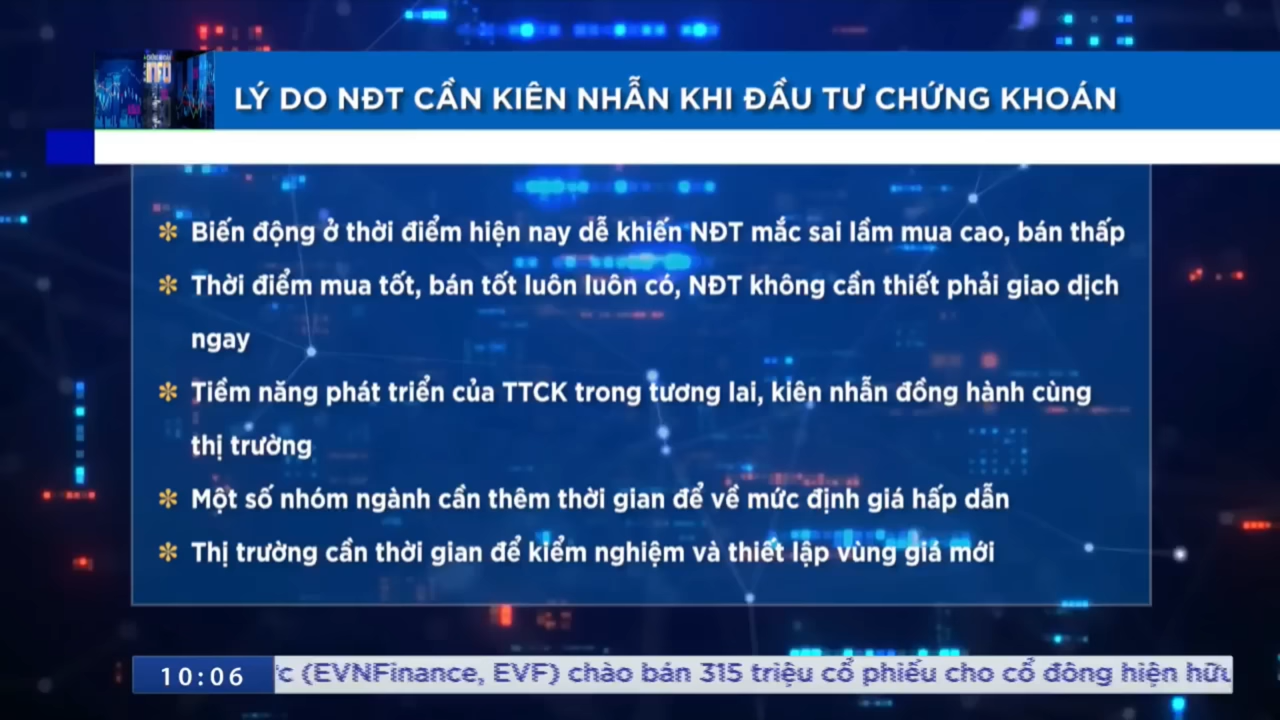 LÝ DO NĐT CẦN KIÊN NHẪN KHI ĐẦU TƯ CHỨNG KHOÁN
✻ Biến động ở thời điểm hiện nay dễ khiến NĐT mắc sai lầm mua cao, bán thấp
✻ Thời điểm mua tốt, bán tốt luôn luôn có, NĐT không cần thiết phải giao dịch
ngay
✻ Tiềm năng phát triển của TTCK trong tương lai, kiên nhẫn đồng hành cùng
thị trường
✻ Một số nhóm ngành cần thêm thời gian để về mức định giá hấp dẫn
✻ Thị trường cần thời gian để kiểm nghiệm và thiết lập vùng giá mới
10:06 (EVNFinance, EVF) chào bán 315 triệu cổ phiếu cho cổ đông hiện hữu